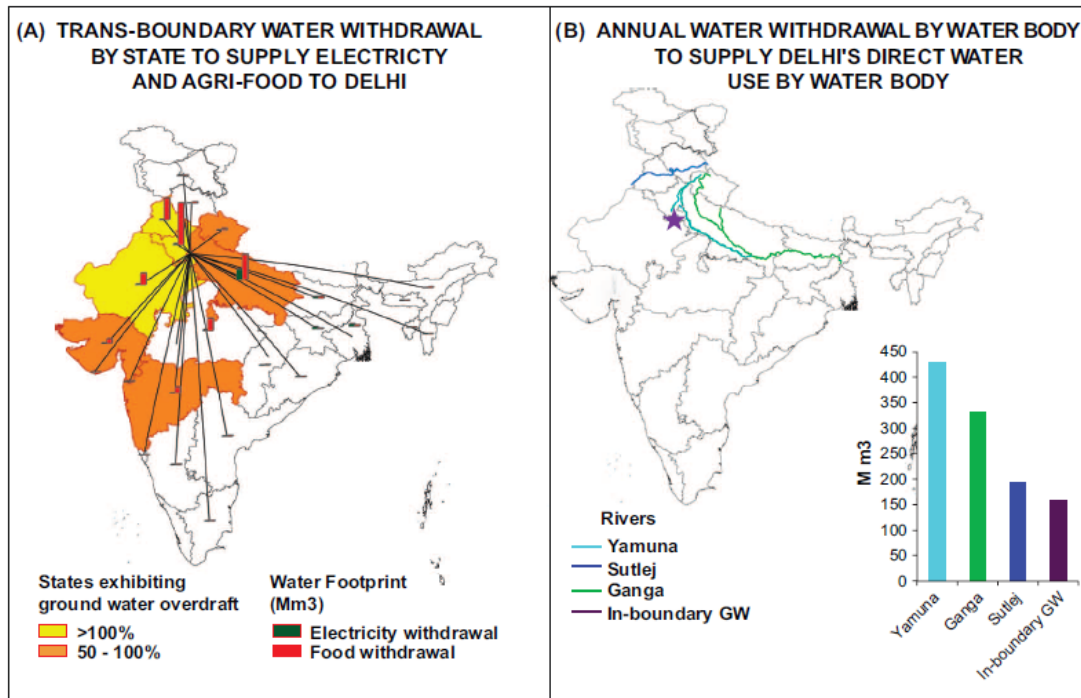 (A) TRANS-BOUNDARY WATER WITHDRAWAL
BY STATE TO SUPPLY ELECTRICTY
AND AGRI-FOOD TO DELHI
States exhibiting
ground water overdraft
>100%
50 - 100%
Water Footprint
(Mm3)
Electricity withdrawal
Food withdrawal
(B) ANNUAL WATER WITHDRAWAL BY WATER BODY
TO SUPPLY DELHI'S DIRECT WATER
USE BY WATER BODY
Rivers
Yamuna
Sutlej
Ganga
In-boundary GW
M m3
450
400
350
300
250
200
150
100
50
0
Yamuna
Ganga
Sutlej
In-boundary GW